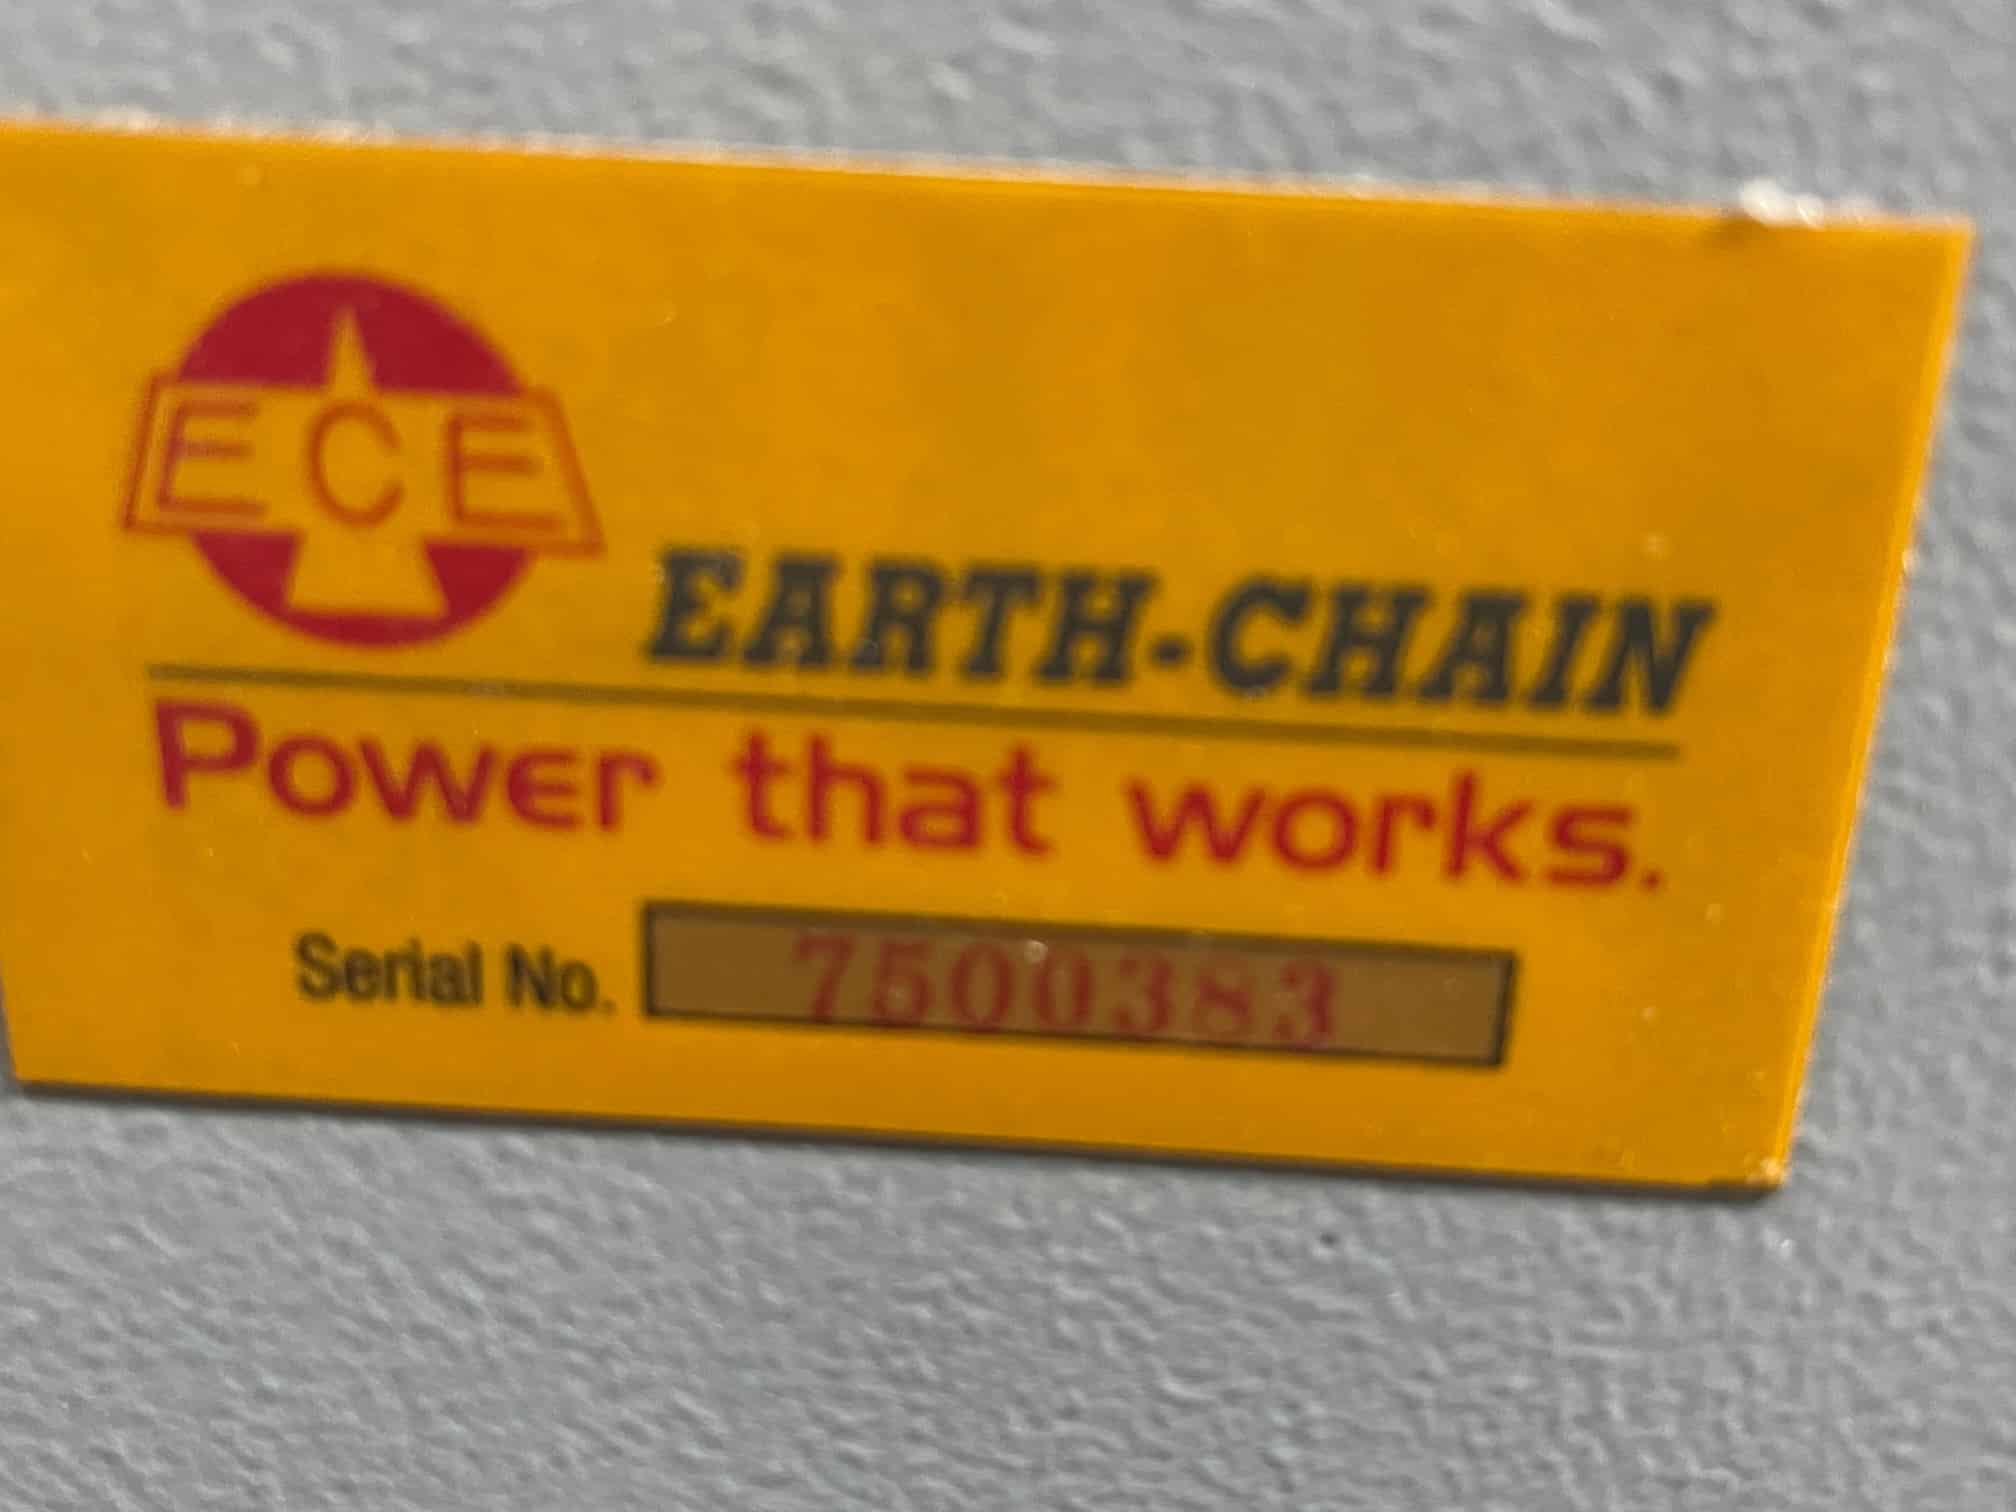 ECE
EARTH-CHAIN
Power that works.
Serial No. 7500383